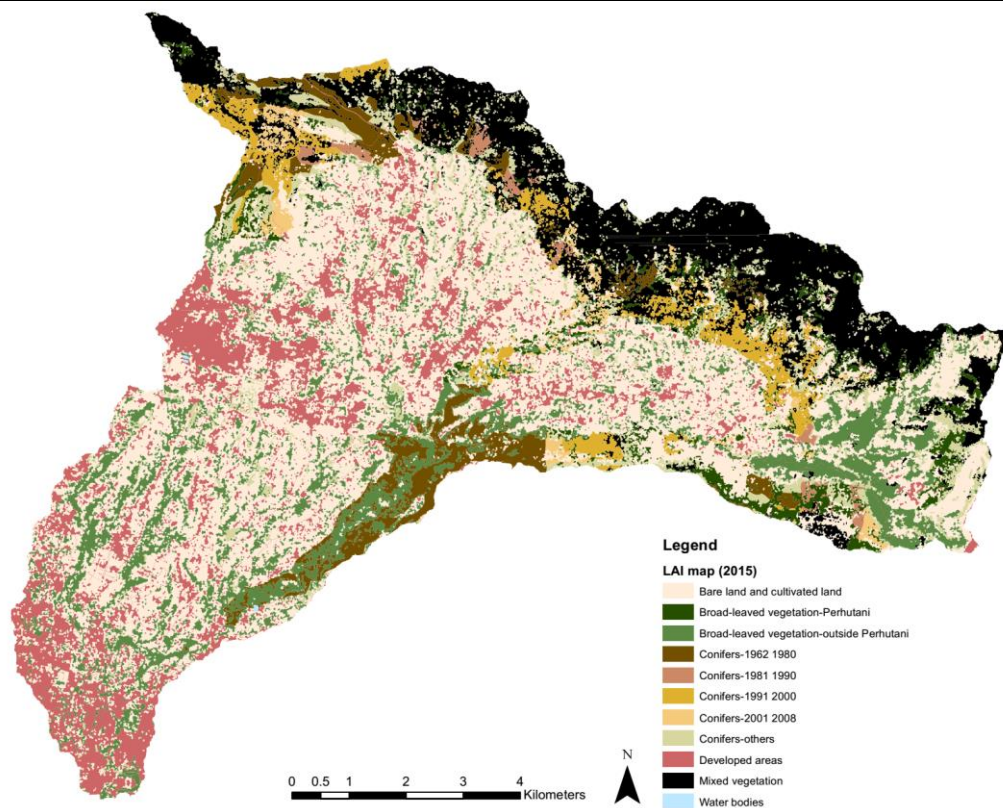 Legend
LAI map (2015)
Bare land and cultivated land
Broad-leaved vegetation-Perhutani
Broad-leaved vegetation-outside Perhutani
Conifers-1962 1980
Conifers-1981 1990
Conifers-1991 2000
Conifers-2001 2008
Conifers-others
Developed areas
Mixed vegetation
Water bodies
N
0 0.5 1 2 3 4
Kilometers